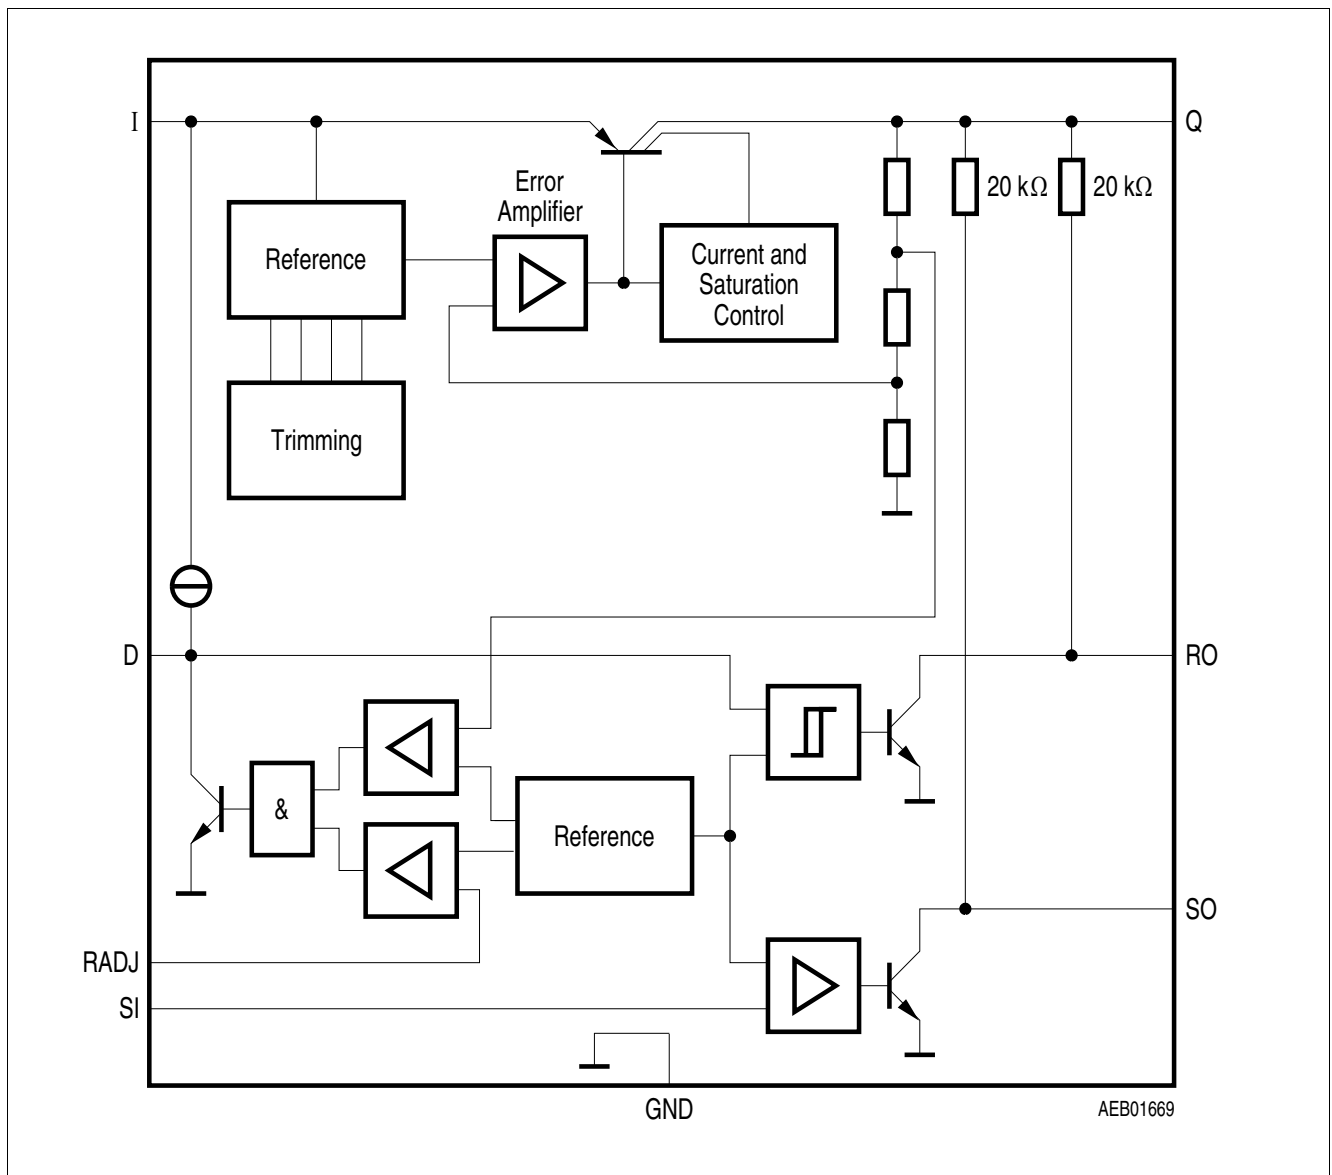 I
Q
Error
Amplifier
20 kΩ
20 kΩ
Reference
Current and
Saturation
Control
Trimming
D
RO
&
Reference
SO
RADJ
SI
GND
AEB01669